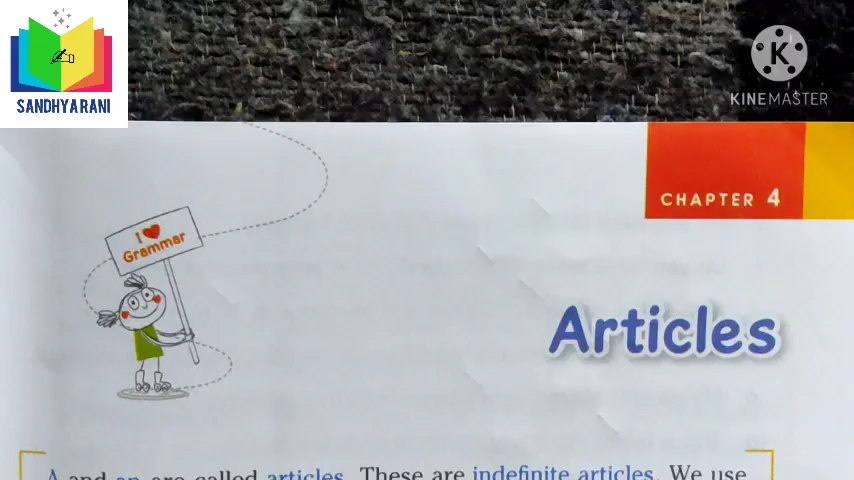 SANDHYARANI
KINEMASTER
CHAPTER 4
I
Grammar
Articles
A and an are called articles. These are indefinite articles. We use